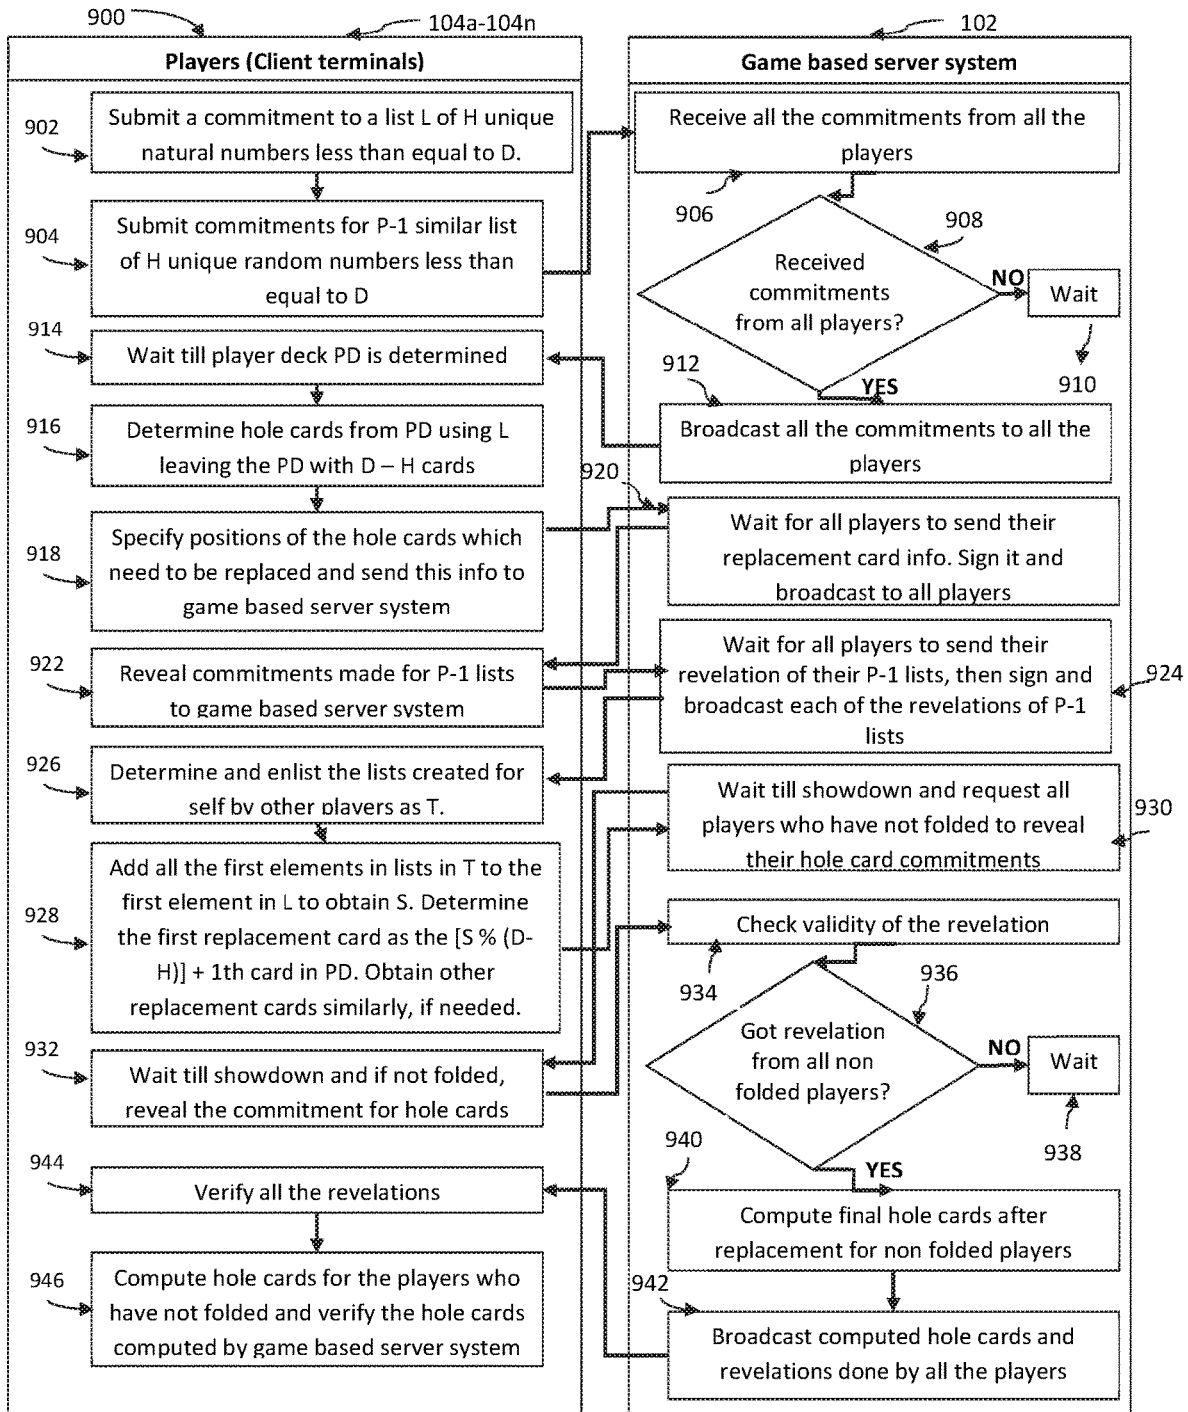 900
104a-104n
102
Players (Client terminals)
Game based server system
902
Submit a commitment to a list L of H unique
natural numbers less than equal to D.
904
Submit commitments for P-1 similar list
of H unique random numbers less than
equal to D
Receive all the commitments from all the
players
906
908
Received
commitments
from all players?
NO
Wait
910
YES
912
Broadcast all the commitments to all the
players
914
Wait till player deck PD is determined
916
Determine hole cards from PD using L
leaving the PD with D – H cards
918
Specify positions of the hole cards which
need to be replaced and send this info to
game based server system
920
Wait for all players to send their
replacement card info. Sign it and
broadcast to all players
922
Reveal commitments made for P-1 lists
to game based server system
Wait for all players to send their
revelation of their P-1 lists, then sign and
broadcast each of the revelations of P-1
lists
924
926
Determine and enlist the lists created for
self by other players as T.
928
Add all the first elements in lists in T to the
first element in L to obtain S. Determine
the first replacement card as the [S % (D-
H)] + 1th card in PD. Obtain other
replacement cards similarly, if needed.
Wait till showdown and request all
players who have not folded to reveal
their hole card commitments
930
932
Wait till showdown and if not folded,
reveal the commitment for hole cards
Check validity of the revelation
934
936
Got revelation
from all non
folded players?
NO
Wait
938
YES
940
Compute final hole cards after
replacement for non folded players
942
Broadcast computed hole cards and
revelations done by all the players
944
Verify all the revelations
946
Compute hole cards for the players who
have not folded and verify the hole cards
computed by game based server system